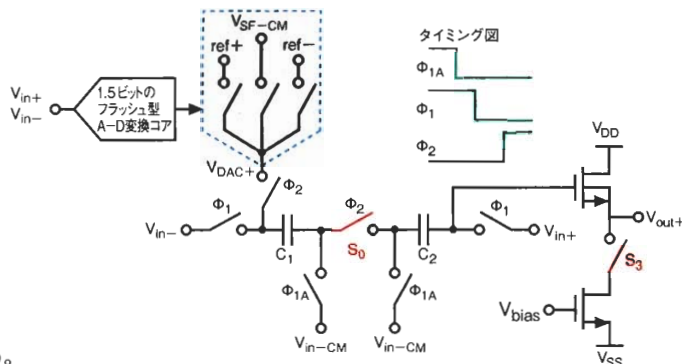 V_SF-CM
ref+
ref-
タイミング図
Φ1A
Φ1
Φ2
V_in+
V_in-
1.5ビットの
フラッシュ型
A-D変換コア
V_DAC+
Φ2
V_DD
V_in-
Φ1
C1
Φ2
S0
C2
Φ1
V_in+
V_out+
S3
Φ1A
Φ1A
V_in-CM
V_in-CM
V_bias
V_SS
。